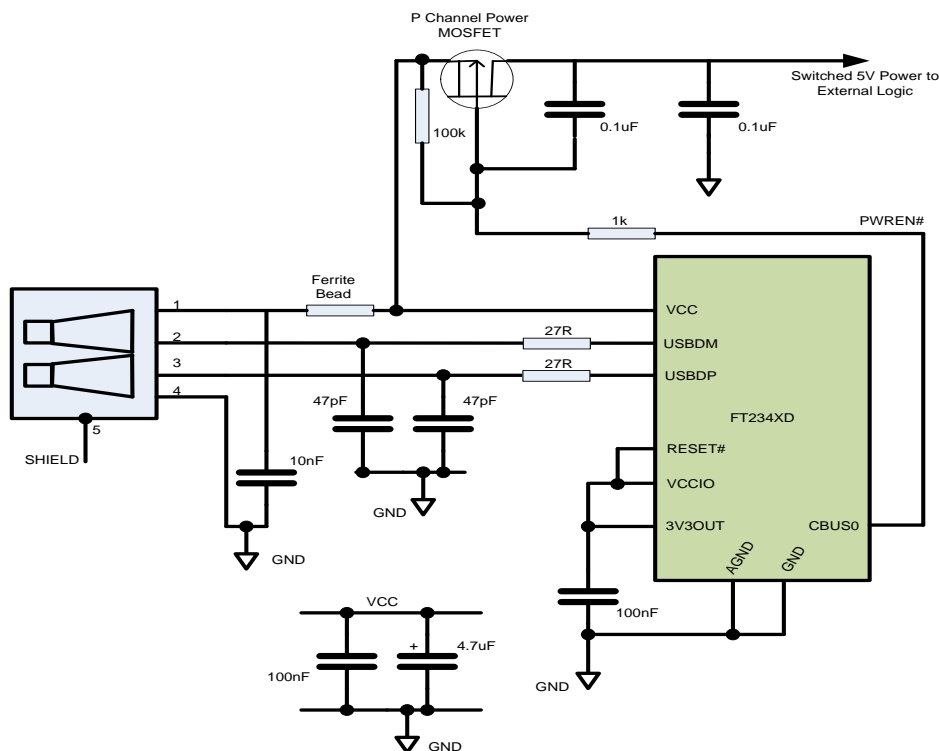 P Channel Power
MOSFET
Switched 5V Power to
External Logic
100k
0.1uF
0.1uF
1k
PWREN#
Ferrite
Bead
1
2
3
4
5
SHIELD
27R
27R
VCC
USBDM
USBDP
FT234XD
RESET#
VCCIO
3V3OUT
CBUS0
AGND
GND
47pF
47pF
10nF
GND
GND
100nF
GND
VCC
100nF
+
4.7uF
GND